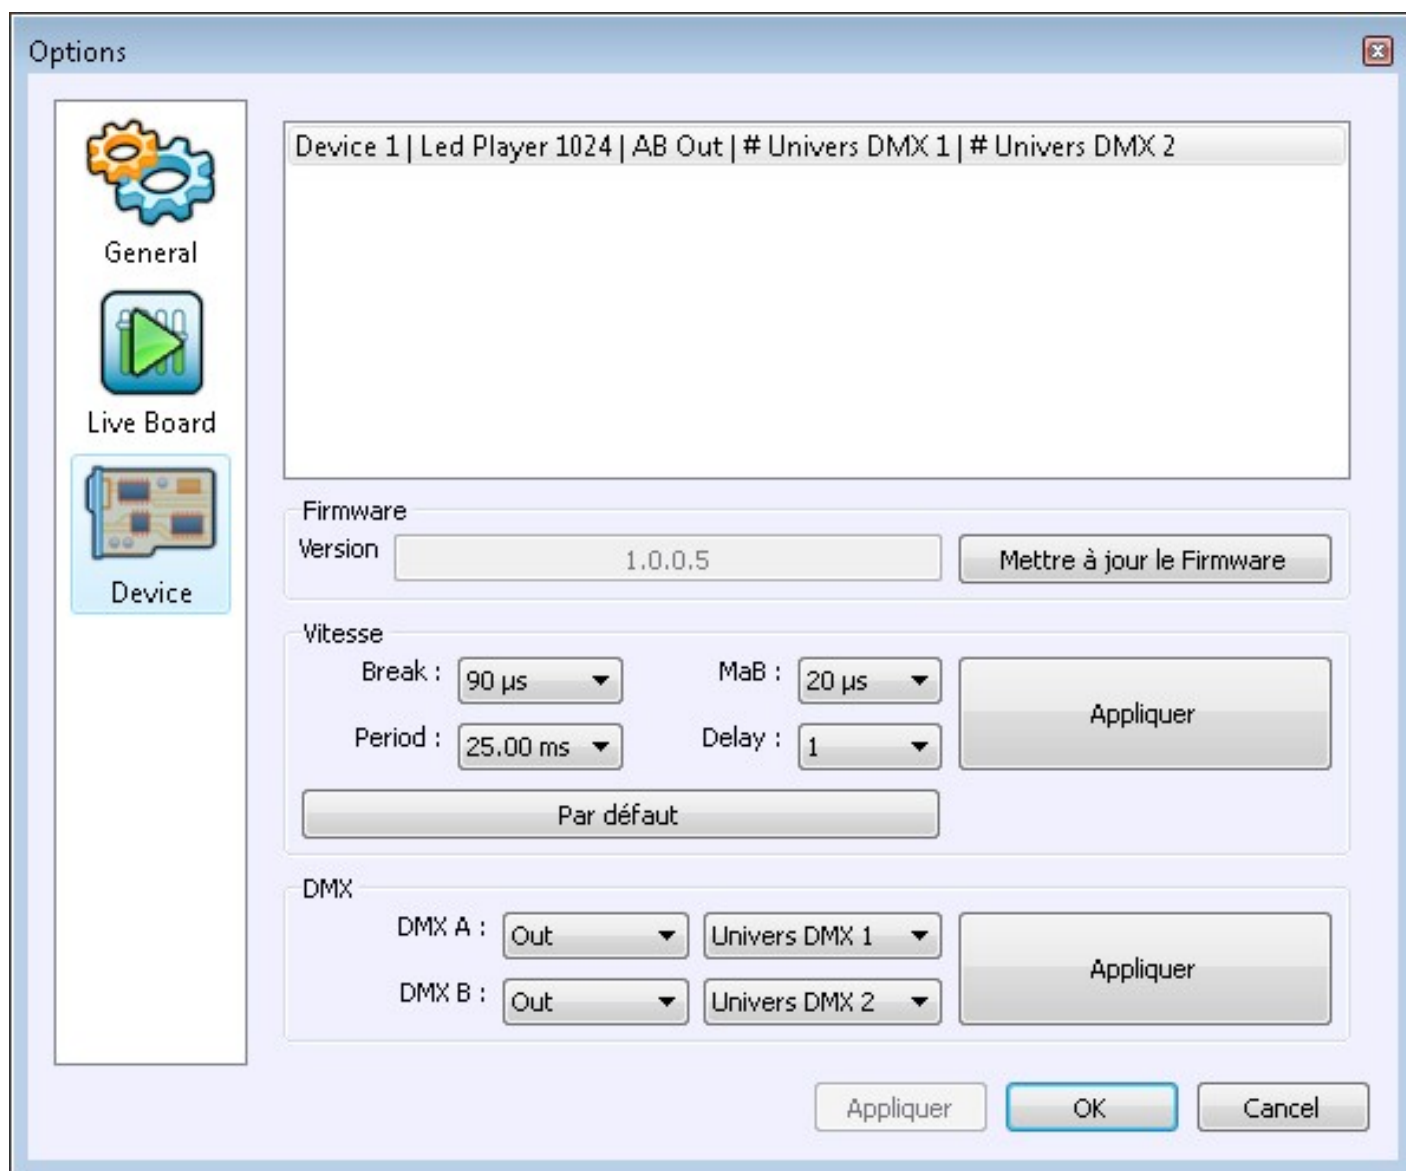 Options
General
Live Board
Device
Device 1 | Led Player 1024 | AB Out | # Univers DMX 1 | # Univers DMX 2
Firmware
Version 1.0.0.5 Mettre à jour le Firmware
Vitesse
Break : 90 µs MaB : 20 µs Appliquer
Period : 25.00 ms Delay : 1
Par défaut
DMX
DMX A : Out Univers DMX 1 Appliquer
DMX B : Out Univers DMX 2
Appliquer OK Cancel